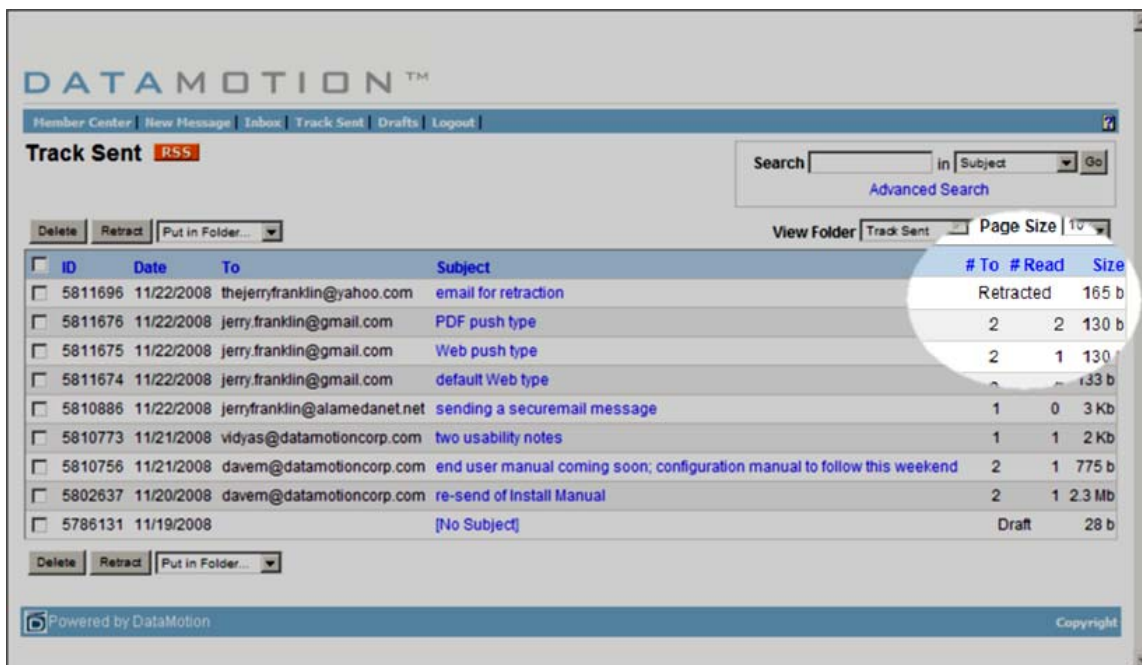 DATAMOTION™
Member Center | New Message | Inbox | Track Sent | Drafts | Logout |
?
Track Sent RSS
Search in Subject Go
Advanced Search
Delete Retract Put in Folder... View Folder Track Sent Page Size 10
ID Date To Subject # To # Read Size
5811696 11/22/2008 thejerryfranklin@yahoo.com email for retraction Retracted 165 b
5811676 11/22/2008 jerry.franklin@gmail.com PDF push type 2 2 130 b
5811675 11/22/2008 jerry.franklin@gmail.com Web push type 2 1 130
5811674 11/22/2008 jerry.franklin@gmail.com default Web type 133 b
5810886 11/22/2008 jerryfranklin@alamedanet.net sending a securemail message 1 0 3 Kb
5810773 11/21/2008 vidyas@datamotioncorp.com two usability notes 1 1 2 Kb
5810756 11/21/2008 davem@datamotioncorp.com end user manual coming soon; configuration manual to follow this weekend 2 1 775 b
5802637 11/20/2008 davem@datamotioncorp.com re-send of Install Manual 2 1 2.3 Mb
5786131 11/19/2008 [No Subject] Draft 28 b
Delete Retract Put in Folder...
Powered by DataMotion Copyright